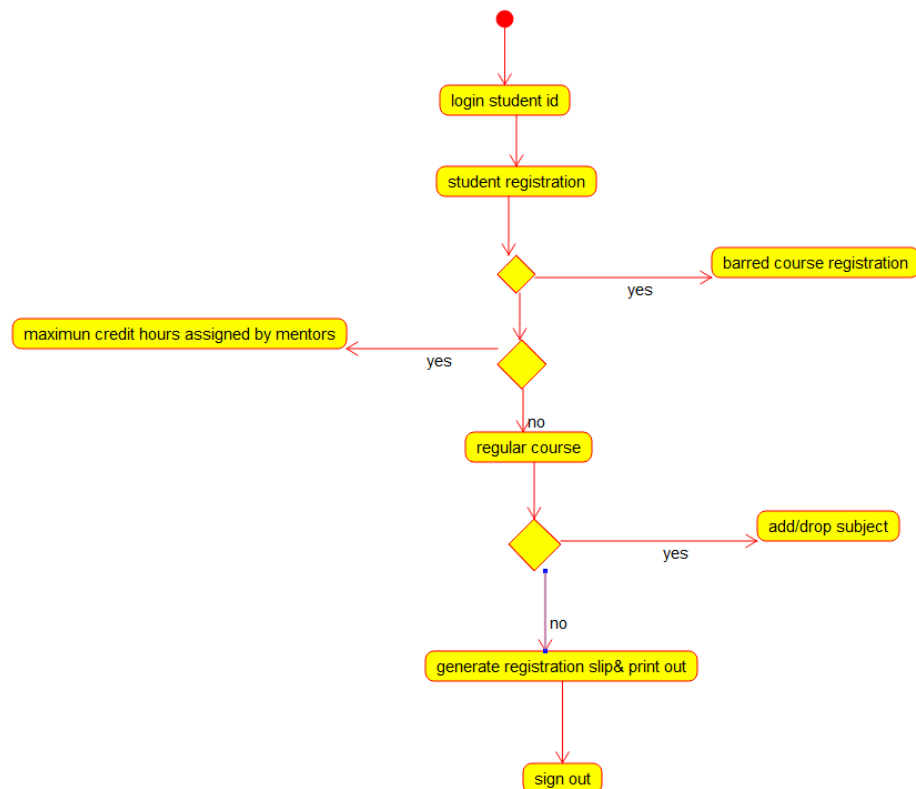 login student id
student registration
barred course registration
yes
maximun credit hours assigned by mentors
yes
no
regular course
add/drop subject
yes
no
generate registration slip& print out
sign out